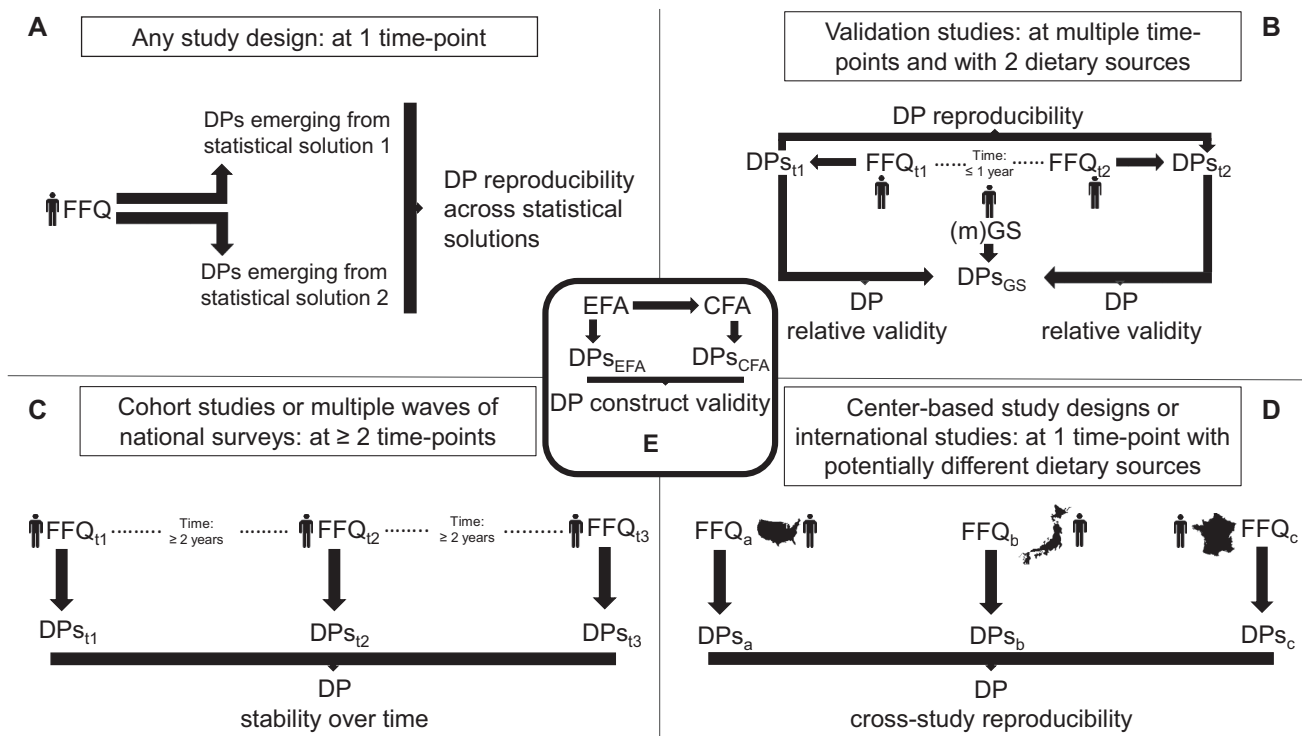 A
Any study design: at 1 time-point
DPs emerging from
statistical solution 1
FFQ
DPs emerging from
statistical solution 2
DP reproducibility
across statistical
solutions
B
Validation studies: at multiple time-
points and with 2 dietary sources
DP reproducibility
DPst1 FFQt1 ...... Time: ...... FFQt2 DPst2
≤ 1 year
(m)GS
DPsGS
DP
relative validity
DP
relative validity
EFA CFA
DPsEFA DPsCFA
DP construct validity
E
C
Cohort studies or multiple waves of
national surveys: at ≥ 2 time-points
FFQt1 ......... Time: ......... FFQt2 ........ Time: .......... FFQt3
≥ 2 years ≥ 2 years
DPst1 DPst2 DPst3
DP
stability over time
D
Center-based study designs or
international studies: at 1 time-point with
potentially different dietary sources
FFQa FFQb FFQc
DPsa DPsb DPsc
DP
cross-study reproducibility